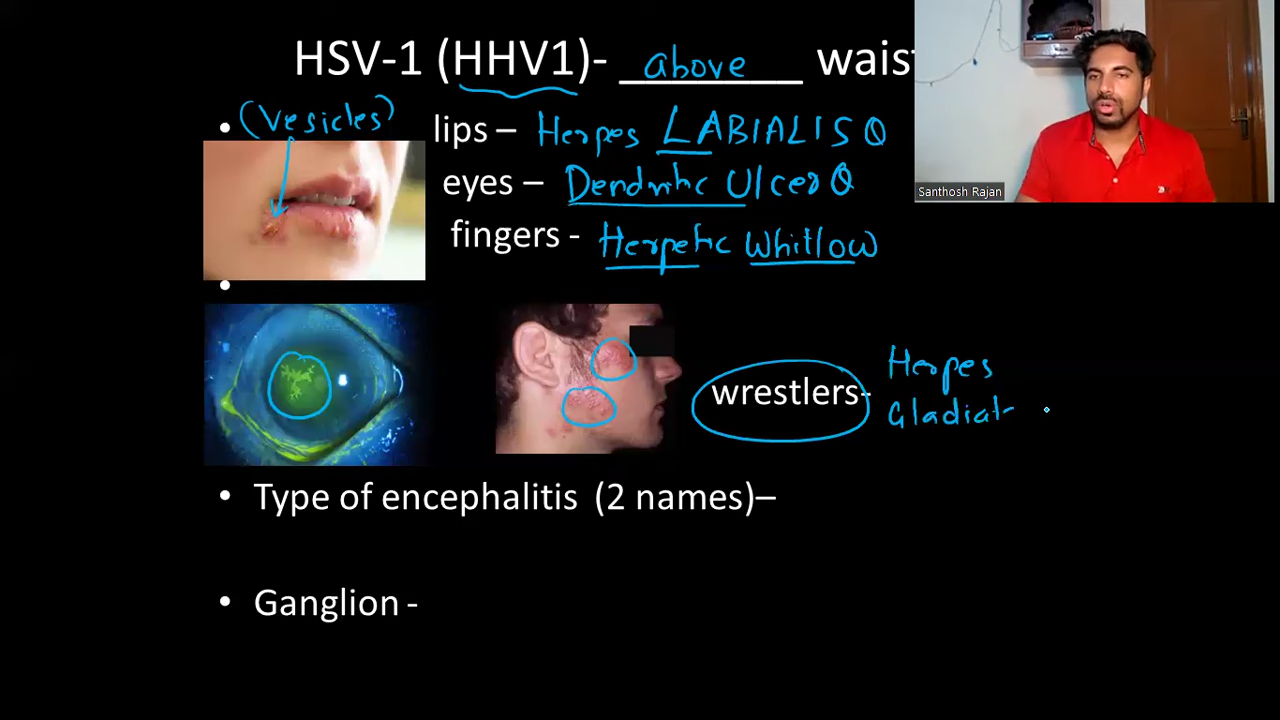 HSV-1 (HHV1)- above waist
• (Vesicles) lips – Herpes LABIALIS
eyes – Dendritic Ulcer
fingers - Herpetic Whitlow
•
wrestlers- Herpes
Gladiat-
Santhosh Rajan
• Type of encephalitis (2 names)–
• Ganglion -